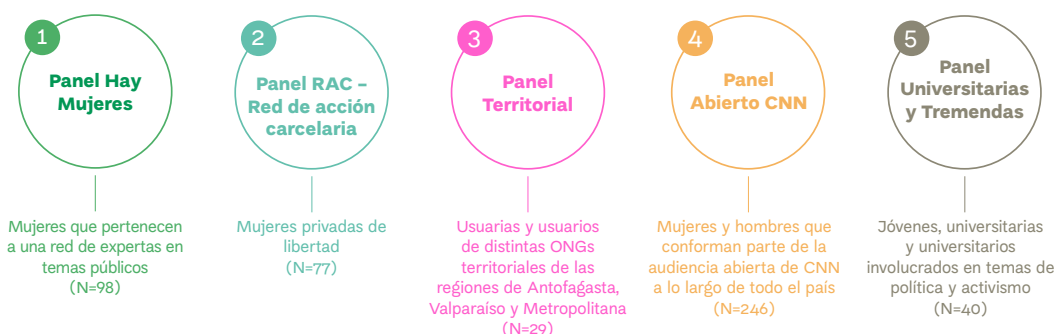 1
Panel Hay
Mujeres
Mujeres que pertenecen
a una red de expertas en
temas públicos
(N=98)
2
Panel RAC –
Red de acción
carcelaria
Mujeres privadas de
libertad
(N=77)
3
Panel
Territorial
Usuarias y usuarios
de distintas ONGs
territoriales de las
regiones de Antofagasta,
Valparaíso y Metropolitana
(N=29)
4
Panel
Abierto CNN
Mujeres y hombres que
conforman parte de la
audiencia abierta de CNN
a lo largo de todo el país
(N=246)
5
Panel
Universitarias
y Tremendas
Jóvenes, universitarias
y universitarios
involucrados en temas de
política y activismo
(N=40)